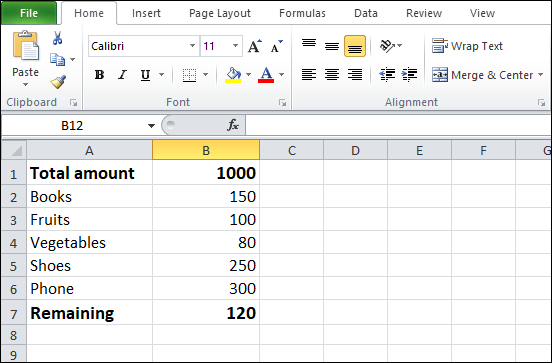 File Home Insert Page Layout Formulas Data Review View
Calibri 11 A A Wrap Text
Paste B I U A Merge & Center
Clipboard Font Alignment
B12 fx
A B C D E F G
1 Total amount 1000
2 Books 150
3 Fruits 100
4 Vegetables 80
5 Shoes 250
6 Phone 300
7 Remaining 120
8
9